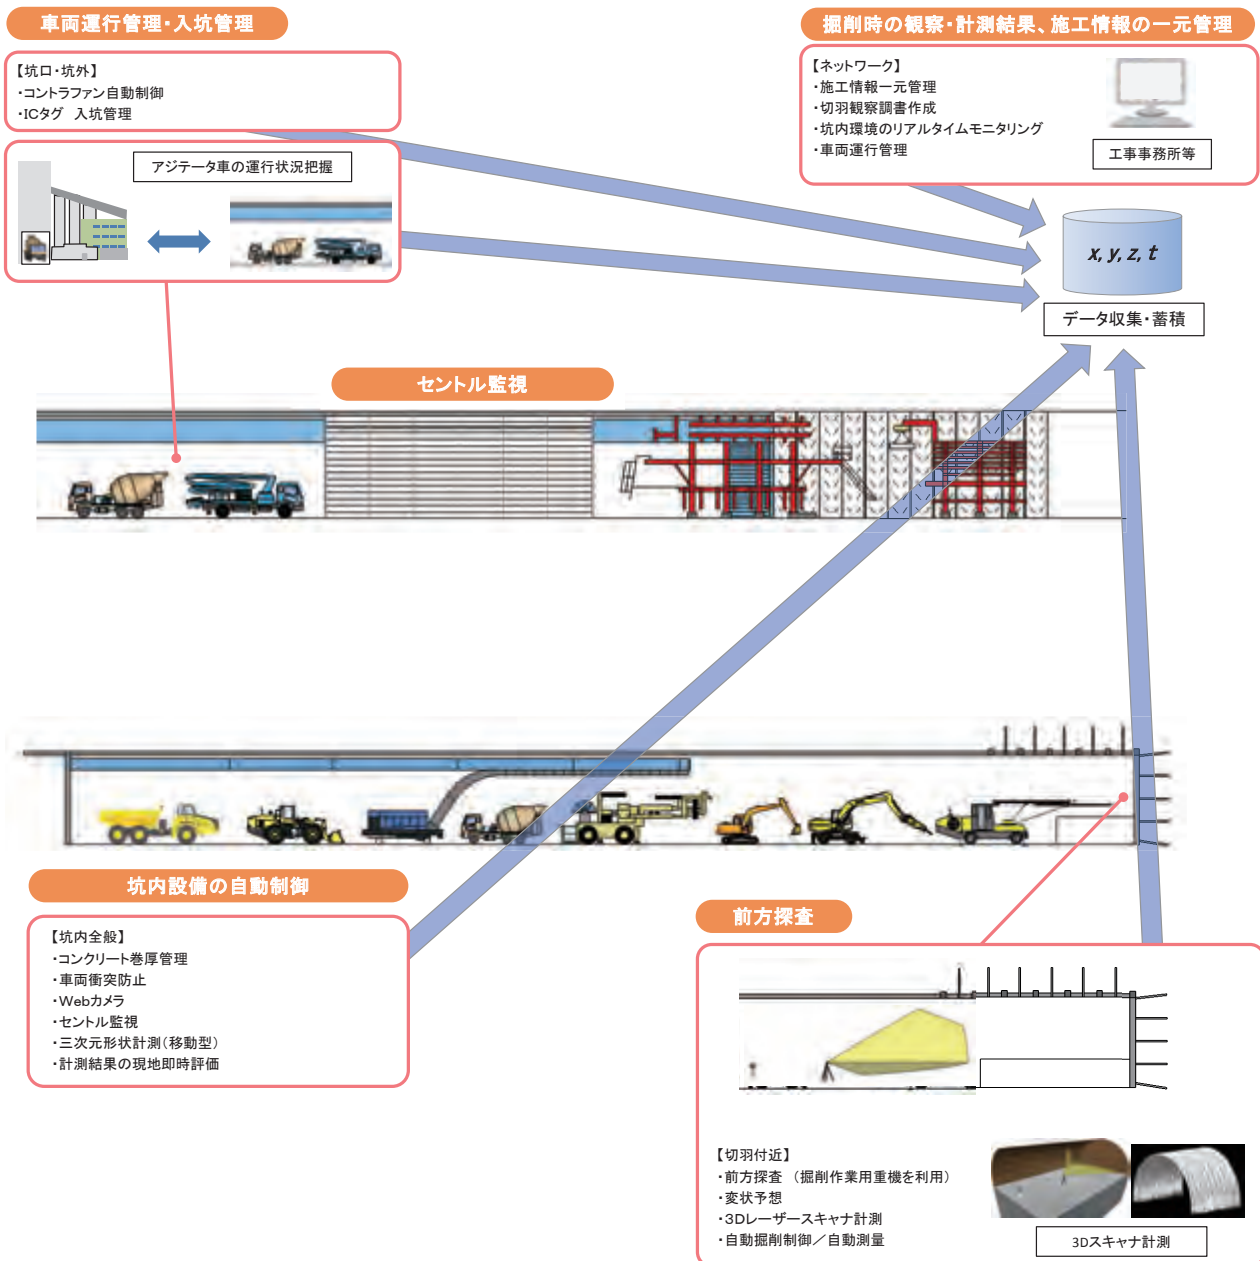 車両運行管理・入坑管理
【坑口・坑外】
・コントラファン自動制御
・ICタグ 入坑管理
アジテータ車の運行状況把握
掘削時の観察・計測結果、施工情報の一元管理
【ネットワーク】
・施工情報一元管理
・切羽観察調書作成
・坑内環境のリアルタイムモニタリング
・車両運行管理
工事事務所等
x, y, z, t
データ収集・蓄積
セントル監視
坑内設備の自動制御
【坑内全般】
・コンクリート巻厚管理
・車両衝突防止
・Webカメラ
・セントル監視
・三次元形状計測（移動型）
・計測結果の現地即時評価
前方探査
【切羽付近】
・前方探査 （掘削作業用重機を利用）
・変状予想
・3Dレーザースキャナ計測
・自動掘削制御／自動測量
3Dスキャナ計測